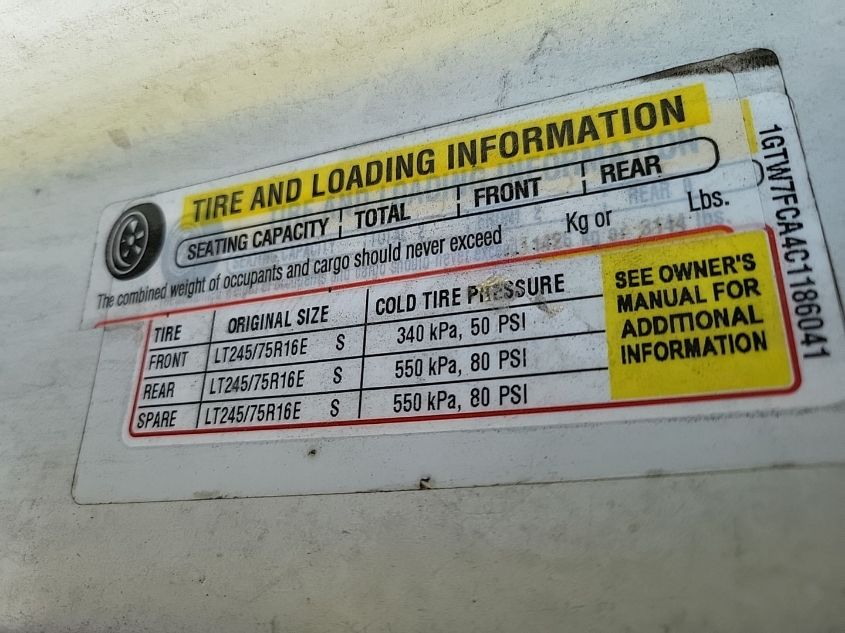 TIRE AND LOADING INFORMATION
SEATING CAPACITY TOTAL FRONT REAR
The combined weight of occupants and cargo should never exceed Kg or Lbs.
TIRE ORIGINAL SIZE COLD TIRE PRESSURE
FRONT LT245/75R16E S 340 kPa, 50 PSI
REAR LT245/75R16E S 550 kPa, 80 PSI
SPARE LT245/75R16E S 550 kPa, 80 PSI
SEE OWNER'S
MANUAL FOR
ADDITIONAL
INFORMATION
1GTW7FCA4C1186041